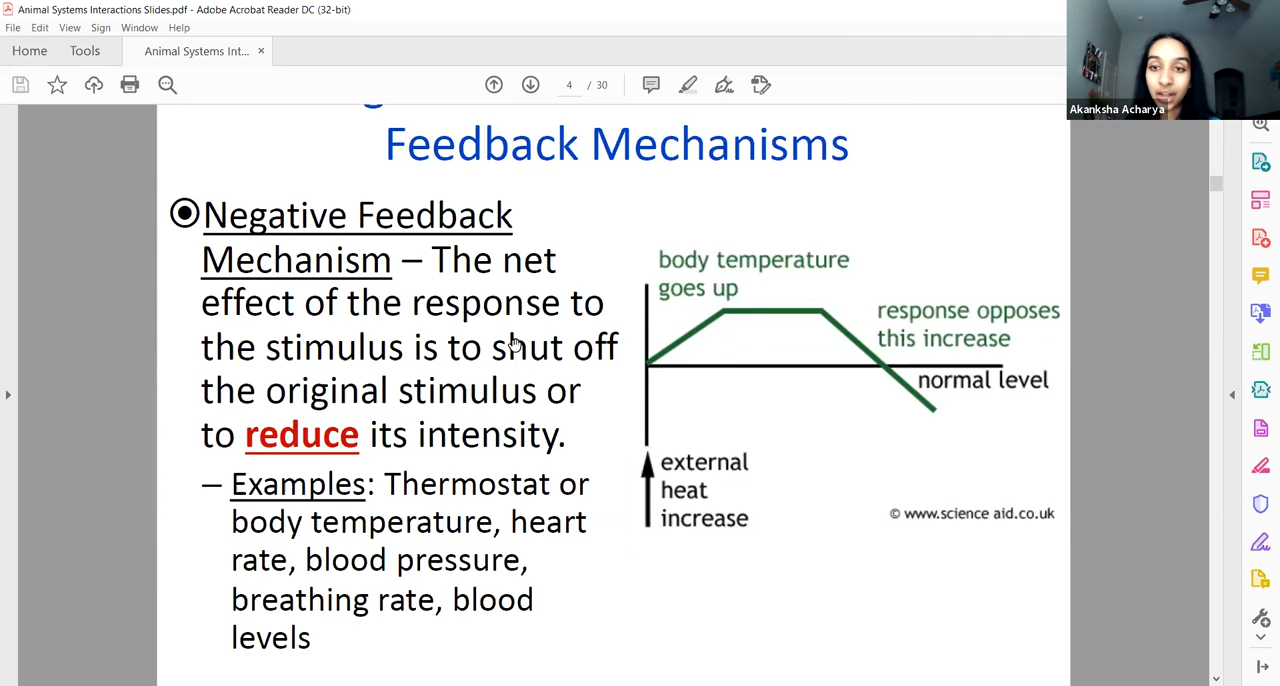 Animal Systems Interactions Slides.pdf - Adobe Acrobat Reader DC (32-bit)
File Edit View Sign Window Help
Home Tools Animal Systems Int... ×
4 / 30
Akanksha Acharya
Feedback Mechanisms
Negative Feedback
Mechanism – The net
effect of the response to
the stimulus is to shut off
the original stimulus or
to reduce its intensity.
– Examples: Thermostat or
body temperature, heart
rate, blood pressure,
breathing rate, blood
levels
body temperature
goes up
response opposes
this increase
normal level
external
heat
increase
© www.science aid.co.uk